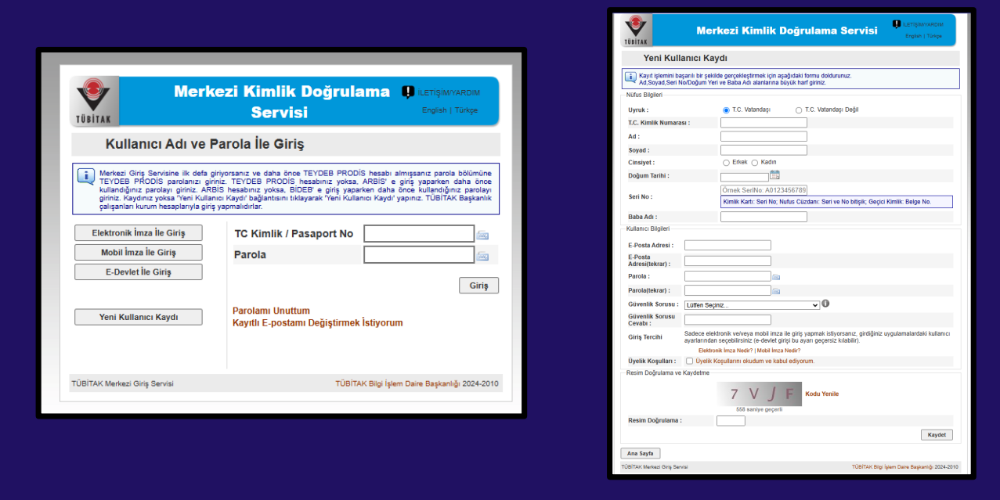 TÜBİTAK
Merkezi Kimlik Doğrulama
Servisi
İLETİŞİM/YARDIM
English | Türkçe
Kullanıcı Adı ve Parola İle Giriş
Merkezi Giriş Servisine ilk defa giriyorsanız ve daha önce TEYDEB PRODİS hesabı almışsanız parola bölümüne
TEYDEB PRODİS parolanızı giriniz. TEYDEB PRODİS hesabınız yoksa, ARBİS' e giriş yaparken daha önce
kullandığınız parolayı giriniz. ARBİS hesabınız yoksa, BİDEB' e giriş yaparken daha önce kullandığınız parolayı
giriniz. Kaydınız yoksa 'Yeni Kullanıcı Kaydı' bağlantısını tıklayarak 'Yeni Kullanıcı Kaydı' yapınız. TÜBİTAK Başkanlık
çalışanları kurum hesaplarıyla giriş yapmalıdırlar.
Elektronik İmza İle Giriş
Mobil İmza İle Giriş
E-Devlet İle Giriş
Yeni Kullanıcı Kaydı
TC Kimlik / Pasaport No
Parola
Giriş
Parolamı Unuttum
Kayıtlı E-postamı Değiştirmek İstiyorum
TÜBİTAK Merkezi Giriş Servisi
TÜBİTAK Bilgi İşlem Daire Başkanlığı 2024-2010
TÜBİTAK
Merkezi Kimlik Doğrulama Servisi
İLETİŞİM/YARDIM
English | Türkçe
Yeni Kullanıcı Kaydı
Kayıt işlemini başarılı bir şekilde gerçekleştirmek için aşağıdaki formu doldurunuz.
Ad,Soyad,Seri No/Doğum Yeri ve Baba Adı alanlarına büyük harf giriniz.
Nüfus Bilgileri
Uyruk :
T.C. Vatandaşı
T.C. Vatandaşı Değil
T.C. Kimlik Numarası :
Ad :
Soyad :
Cinsiyet :
Erkek
Kadın
Doğum Tarihi :
Seri No :
Örnek SeriNo: A0123456789
Kimlik Kartı: Seri No; Nufus Cüzdanı: Seri ve No bitişik; Geçici Kimlik: Belge No.
Baba Adı :
Kullanıcı Bilgileri
E-Posta Adresi :
E-Posta
Adresi(tekrar) :
Parola :
Parola(tekrar) :
Güvenlik Sorusu :
Lütfen Seçiniz...
Güvenlik Sorusu
Cevabı :
Giriş Tercihi
Sadece elektronik ve/veya mobil imza ile giriş yapmak istiyorsanız, girdiğiniz uygulamalardaki kullanıcı
ayarlarından seçebilirsiniz (e-devlet girişi bu ayarı geçersiz kılabilir).
Elektronik İmza Nedir? | Mobil İmza Nedir?
Üyelik Koşulları :
Üyelik Koşullarını okudum ve kabul ediyorum.
Resim Doğrulama ve Kaydetme
7 V J F
Kodu Yenile
558 saniye geçerli
Resim Doğrulama :
Kaydet
Ana Sayfa
TÜBİTAK Merkezi Giriş Servisi
TÜBİTAK Bilgi İşlem Daire Başkanlığı 2024-2010